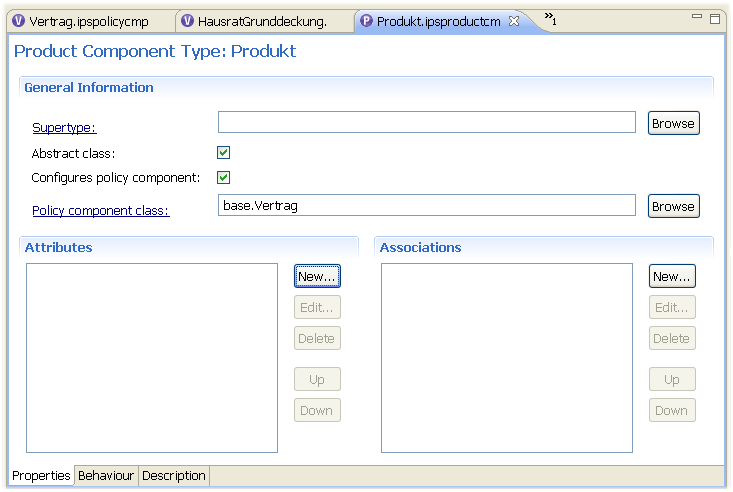 V Vertrag.ipspolicycmp V HausratGrunddeckung. P Produkt.ipsproductcm »1
Product Component Type: Produkt
General Information
Supertype: Browse
Abstract class:
Configures policy component:
Policy component class: base.Vertrag Browse
Attributes Associations
New... New...
Edit... Edit...
Delete Delete
Up Up
Down Down
Properties Behaviour Description